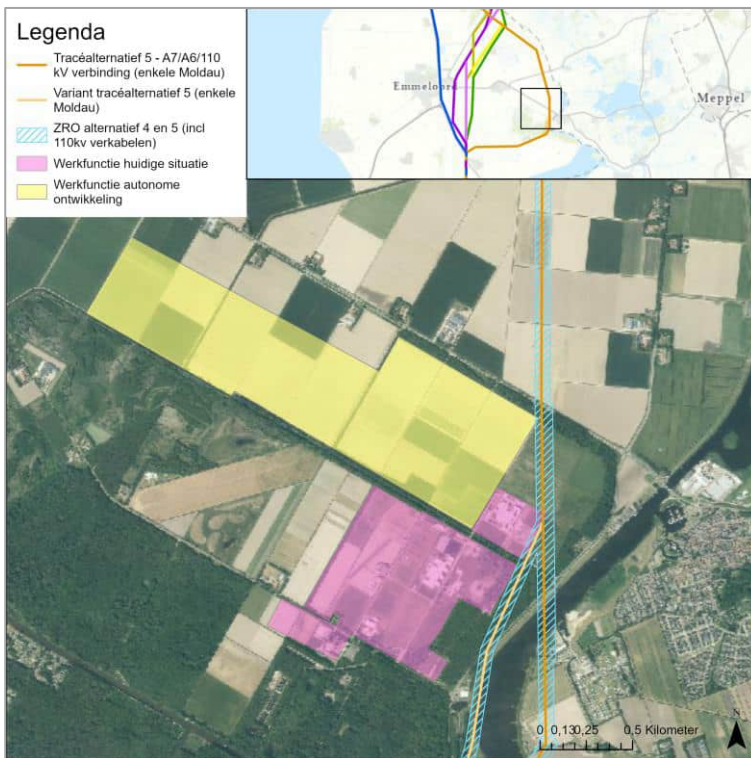 Legenda
Tracéalternatief 5 - A7/A6/110
kV verbinding (enkele Moldau)
Variant tracéalternatief 5 (enkele
Moldau)
ZRO alternatief 4 en 5 (incl
110kv verkabelen)
Werkfunctie huidige situatie
Werkfunctie autonome
ontwikkeling
Emmeloord
Meppel
N
0 0,130,25 0,5 Kilometer